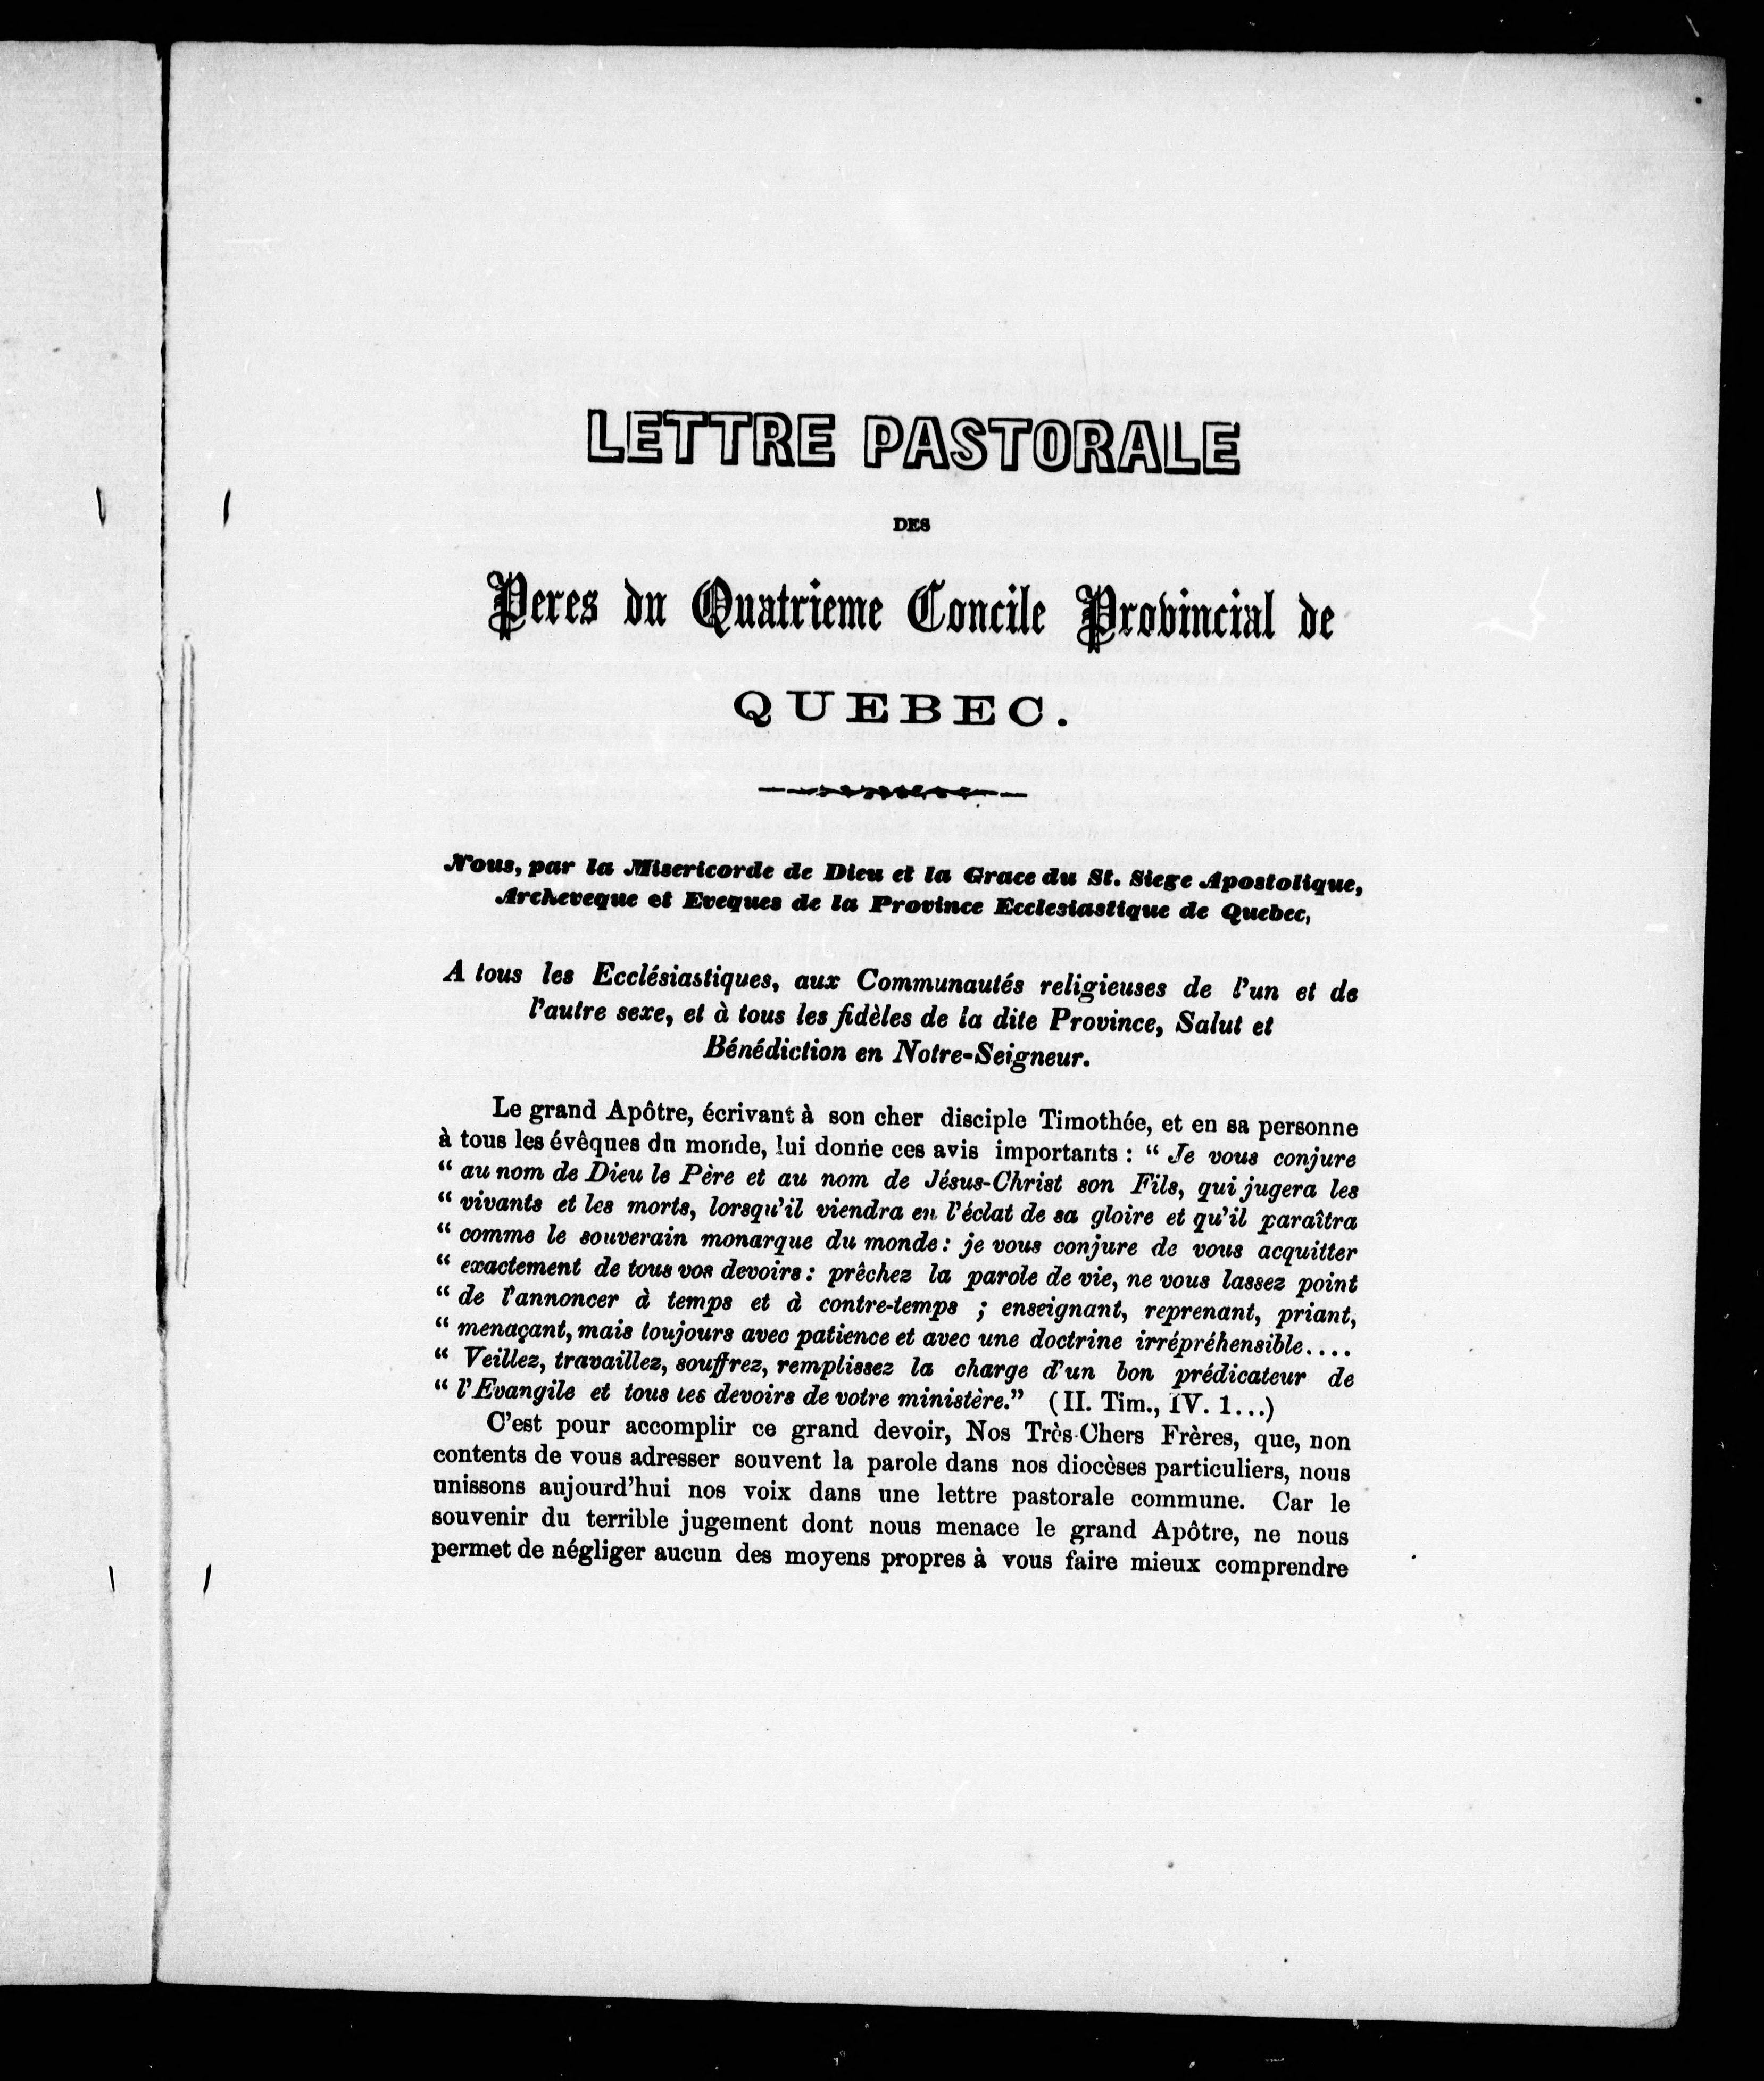 LETTRE PASTORALE
DES
Peres du Quatrieme Concile Provincial de
QUEBEC.
Nous, par la Misericorde de Dieu et la Grace du St. Siege Apostolique,
Archeveque et Eveques de la Province Ecclesiastique de Quebec,
A tous les Ecclésiastiques, aux Communautés religieuses de l'un et de
l'autre sexe, et à tous les fidèles de la dite Province, Salut et
Bénédiction en Notre-Seigneur.
Le grand Apôtre, écrivant à son cher disciple Timothée, et en sa personne
à tous les évêques du monde, lui donne ces avis importants : “ Je vous conjure
“ au nom de Dieu le Père et au nom de Jésus-Christ son Fils, qui jugera les
“ vivants et les morts, lorsqu'il viendra en l'éclat de sa gloire et qu'il paraîtra
“ comme le souverain monarque du monde : je vous conjure de vous acquitter
“ exactement de tous vos devoirs : prêchez la parole de vie, ne vous lassez point
“ de l'annoncer à temps et à contre-temps ; enseignant, reprenant, priant,
“ menaçant, mais toujours avec patience et avec une doctrine irrépréhensible....
“ Veillez, travaillez, souffrez, remplissez la charge d'un bon prédicateur de
“ l'Evangile et tous les devoirs de votre ministère.” (II. Tim., IV. 1...)
C'est pour accomplir ce grand devoir, Nos Très-Chers Frères, que, non
contents de vous adresser souvent la parole dans nos diocèses particuliers, nous
unissons aujourd'hui nos voix dans une lettre pastorale commune. Car le
souvenir du terrible jugement dont nous menace le grand Apôtre, ne nous
permet de négliger aucun des moyens propres à vous faire mieux comprendre